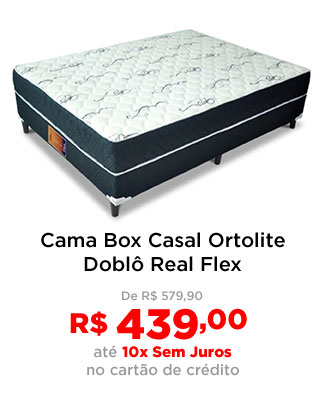 Cama Box Casal Ortolite
Doblô Real Flex
De R$ 579,90
R$ 439,00
até 10x Sem Juros
no cartão de crédito